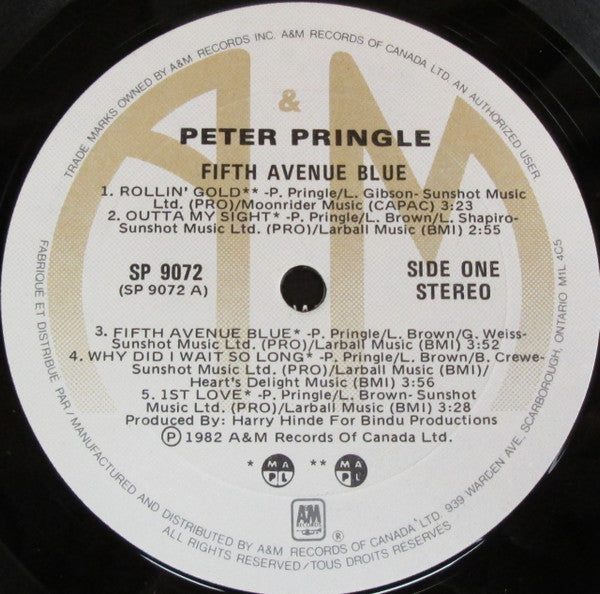 TRADE MARKS OWNED BY A&M RECORDS INC. A&M RECORDS OF CANADA LTD. AN AUTHORIZED USER
&
PETER PRINGLE
FIFTH AVENUE BLUE
1. ROLLIN' GOLD** -P. Pringle/L. Gibson- Sunshot Music
Ltd. (PRO)/Moonrider Music (CAPAC) 3:23
2. OUTTA MY SIGHT* -P. Pringle/L. Brown/L. Shapiro-
Sunshot Music Ltd. (PRO)/Larball Music (BMI) 2:55
SP 9072
(SP 9072 A)
SIDE ONE
STEREO
3. FIFTH AVENUE BLUE* -P. Pringle/L. Brown/G. Weiss-
Sunshot Music Ltd. (PRO)/Larball Music (BMI) 3:52
4. WHY DID I WAIT SO LONG* -P. Pringle/L. Brown/B. Crewe-
Sunshot Music Ltd. (PRO)/Larball Music (BMI)/
Heart's Delight Music (BMI) 3:56
5. 1ST LOVE* -P. Pringle/L. Brown- Sunshot
Music Ltd. (PRO)/Larball Music (BMI) 3:28
Produced By: Harry Hinde For Bindu Productions
Ⓟ 1982 A&M Records Of Canada Ltd.
* MAPL ** MAPL
A&M
RECORDS
®
FABRIQUÉ ET DISTRIBUÉ PAR/MANUFACTURED AND DISTRIBUTED BY A&M RECORDS OF CANADA LTD. 939 WARDEN AVE. SCARBOROUGH, ONTARIO M1L 4C5
ALL RIGHTS RESERVED/TOUS DROITS RÉSERVÉS